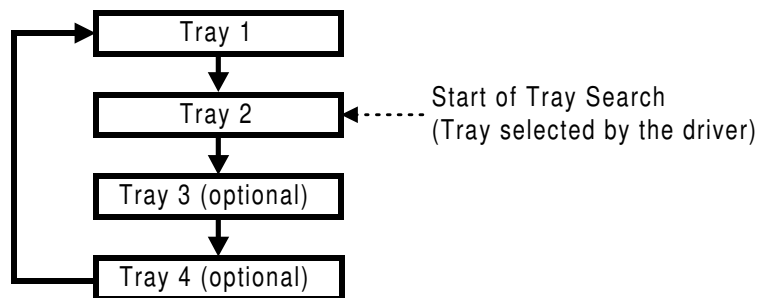 Tray 1
Tray 2
Start of Tray Search
(Tray selected by the driver)
Tray 3 (optional)
Tray 4 (optional)